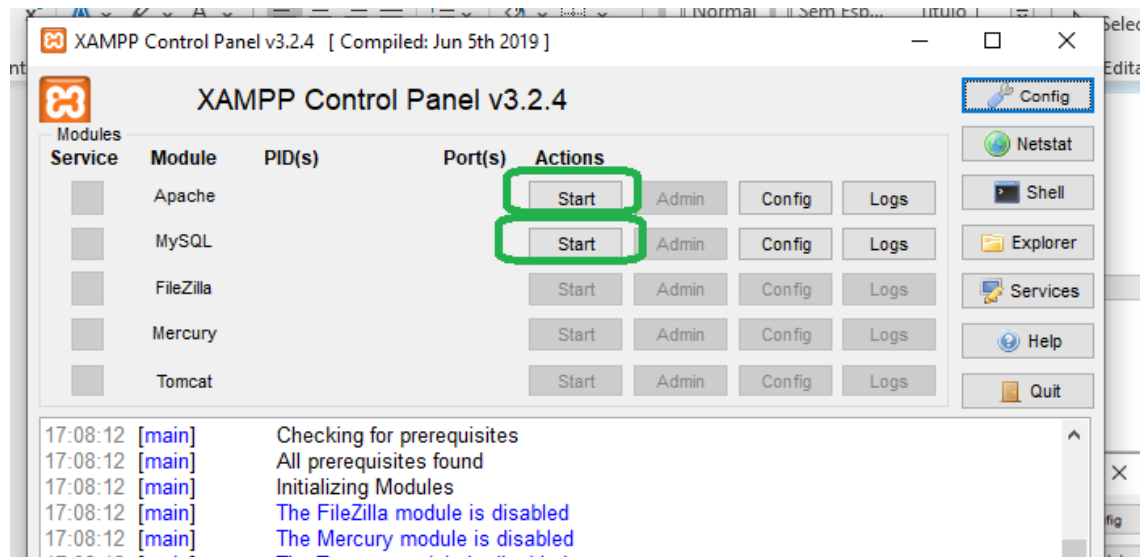 Normal
Sem Esp...
Título
Selec
XAMPP Control Panel v3.2.4 [ Compiled: Jun 5th 2019 ]
nt
Edita
XAMPP Control Panel v3.2.4
Config
Modules
Service Module PID(s) Port(s) Actions
Netstat
Apache Start Admin Config Logs
Shell
MySQL Start Admin Config Logs
Explorer
FileZilla Start Admin Config Logs
Services
Mercury Start Admin Config Logs
Help
Tomcat Start Admin Config Logs
Quit
17:08:12 [main] Checking for prerequisites
17:08:12 [main] All prerequisites found
17:08:12 [main] Initializing Modules
17:08:12 [main] The FileZilla module is disabled
fig
17:08:12 [main] The Mercury module is disabled